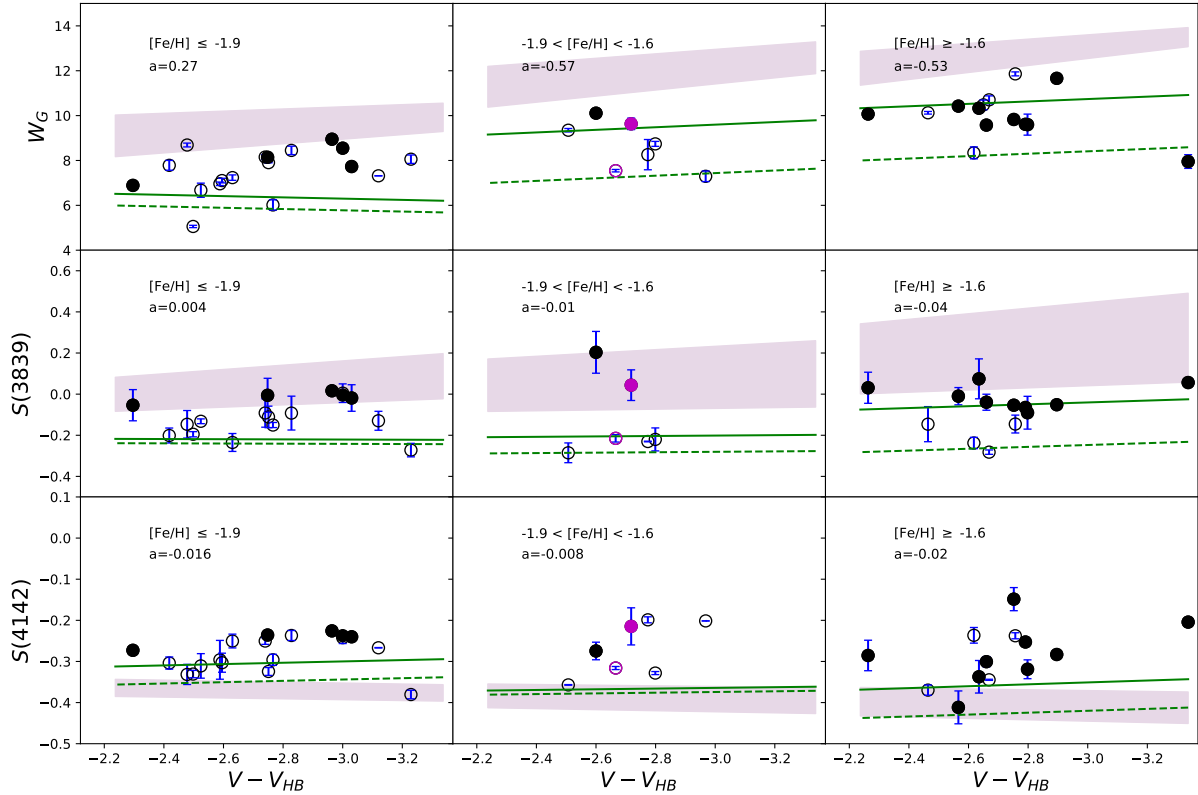 14
12
10
8
6
4
W_G
[Fe/H] ≤ -1.9
a=0.27
-1.9 < [Fe/H] < -1.6
a=-0.57
[Fe/H] ≥ -1.6
a=-0.53
0.6
0.4
0.2
0.0
−0.2
−0.4
S(3839)
[Fe/H] ≤ -1.9
a=0.004
-1.9 < [Fe/H] < -1.6
a=-0.01
[Fe/H] ≥ -1.6
a=-0.04
0.1
0.0
−0.1
−0.2
−0.3
−0.4
−0.5
S(4142)
[Fe/H] ≤ -1.9
a=-0.016
-1.9 < [Fe/H] < -1.6
a=-0.008
[Fe/H] ≥ -1.6
a=-0.02
−2.2 −2.4 −2.6 −2.8 −3.0 −3.2
−2.2 −2.4 −2.6 −2.8 −3.0 −3.2
−2.2 −2.4 −2.6 −2.8 −3.0 −3.2
V − V_HB
V − V_HB
V − V_HB